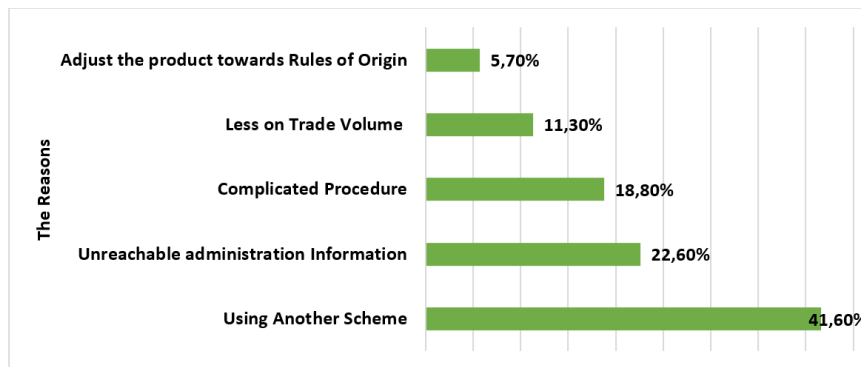 Adjust the product towards Rules of Origin
5,70%
Less on Trade Volume
11,30%
Complicated Procedure
18,80%
Unreachable administration Information
22,60%
Using Another Scheme
41,60%
The Reasons